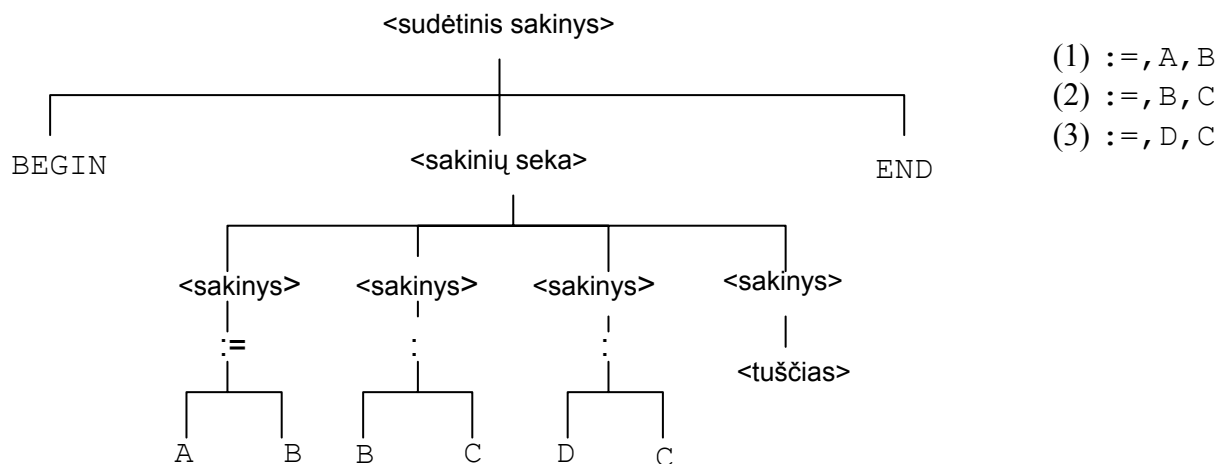 <sudėtinis sakinys>
(1) :=,A,B
(2) :=,B,C
(3) :=,D,C
BEGIN <sakinių seka> END
<sakinys> <sakinys> <sakinys> <sakinys>
:= : :
<tuščias>
A B B C D C